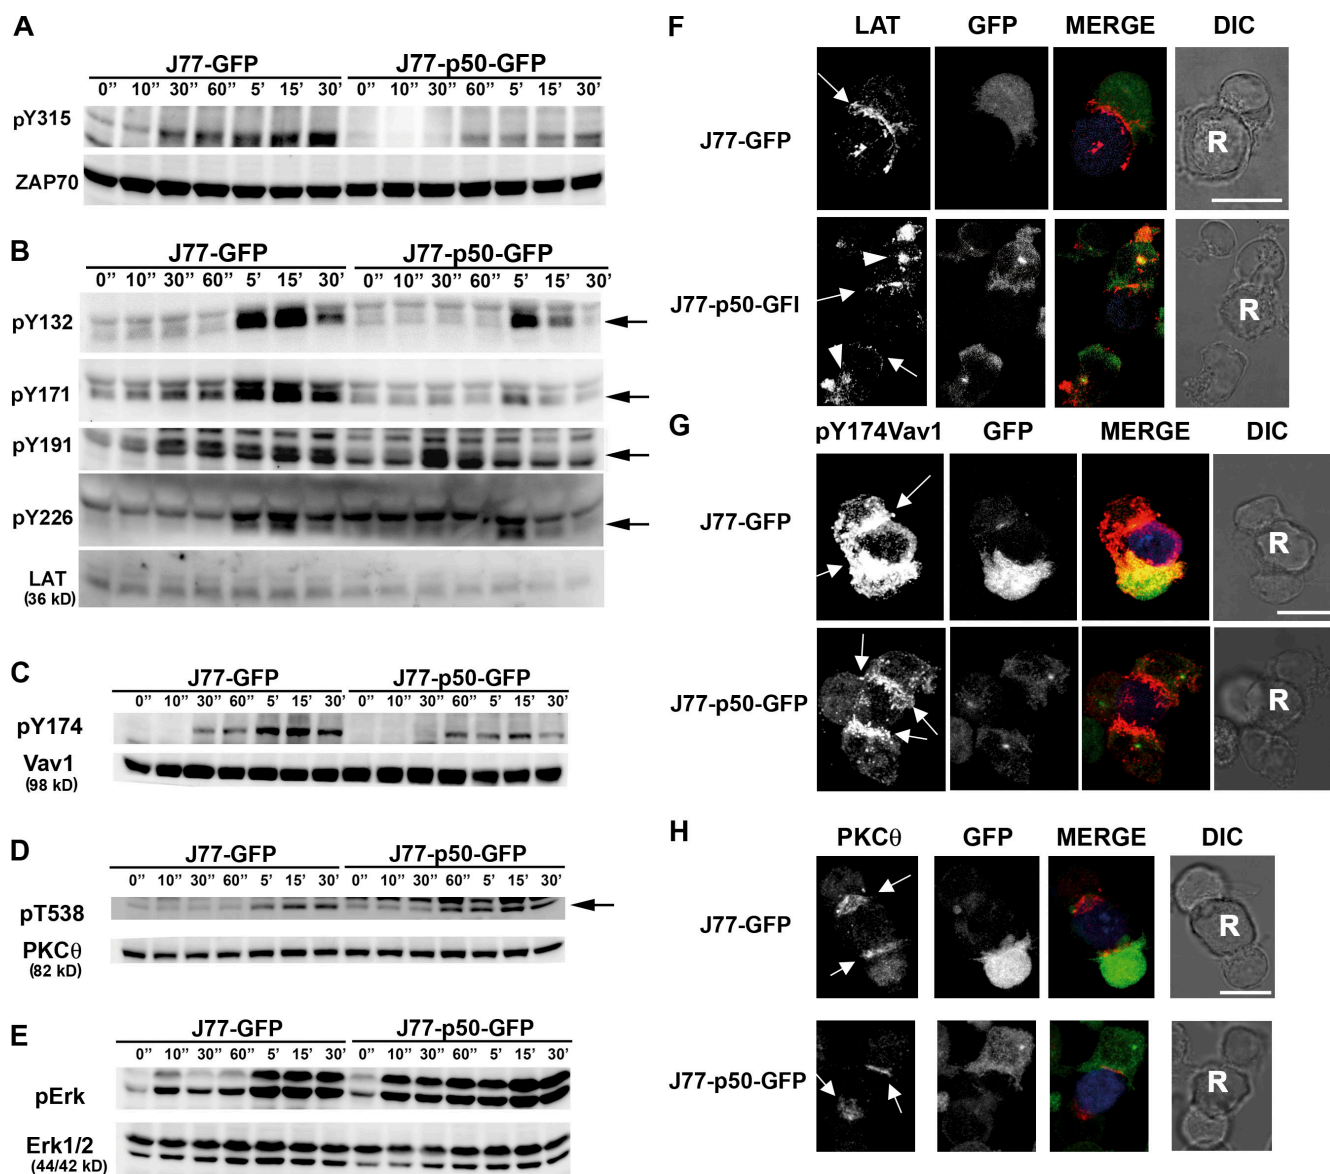 A
J77-GFP J77-p50-GFP
0” 10” 30” 60” 5’ 15’ 30’ 0” 10” 30” 60” 5’ 15’ 30’
pY315
ZAP70
B
J77-GFP J77-p50-GFP
0” 10” 30” 60” 5’ 15’ 30’ 0” 10” 30” 60” 5’ 15’ 30’
pY132
pY171
pY191
pY226
LAT
(36 kD)
C
J77-GFP J77-p50-GFP
0” 10” 30” 60” 5’ 15’ 30’ 0” 10” 30” 60” 5’ 15’ 30’
pY174
Vav1
(98 kD)
D
J77-GFP J77-p50-GFP
0” 10” 30” 60” 5’ 15’ 30’ 0” 10” 30” 60” 5’ 15’ 30’
pT538
PKCθ
(82 kD)
E
J77-GFP J77-p50-GFP
0” 10” 30” 60” 5’ 15’ 30’ 0” 10” 30” 60” 5’ 15’ 30’
pErk
Erk1/2
(44/42 kD)
F
LAT GFP MERGE DIC
J77-GFP
R
J77-p50-GFI
R
G
pY174Vav1 GFP MERGE DIC
J77-GFP
R
J77-p50-GFP
R
H
PKCθ GFP MERGE DIC
J77-GFP
R
J77-p50-GFP
R